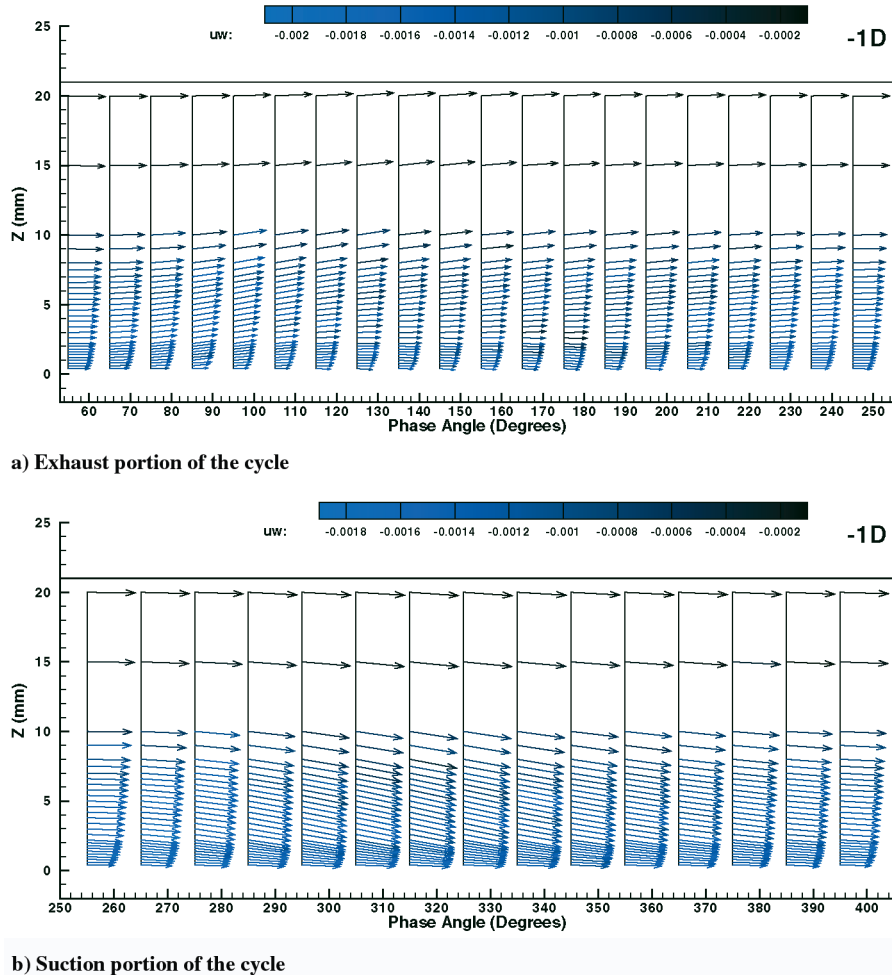 uw: -0.002 -0.0018 -0.0016 -0.0014 -0.0012 -0.001 -0.0008 -0.0006 -0.0004 -0.0002
-1D
25
20
15
10
5
0
Z (mm)
60 70 80 90 100 110 120 130 140 150 160 170 180 190 200 210 220 230 240 250
Phase Angle (Degrees)
a) Exhaust portion of the cycle
uw: -0.0018 -0.0016 -0.0014 -0.0012 -0.001 -0.0008 -0.0006 -0.0004 -0.0002
-1D
25
20
15
10
5
0
Z (mm)
250 260 270 280 290 300 310 320 330 340 350 360 370 380 390 400
Phase Angle (Degrees)
b) Suction portion of the cycle